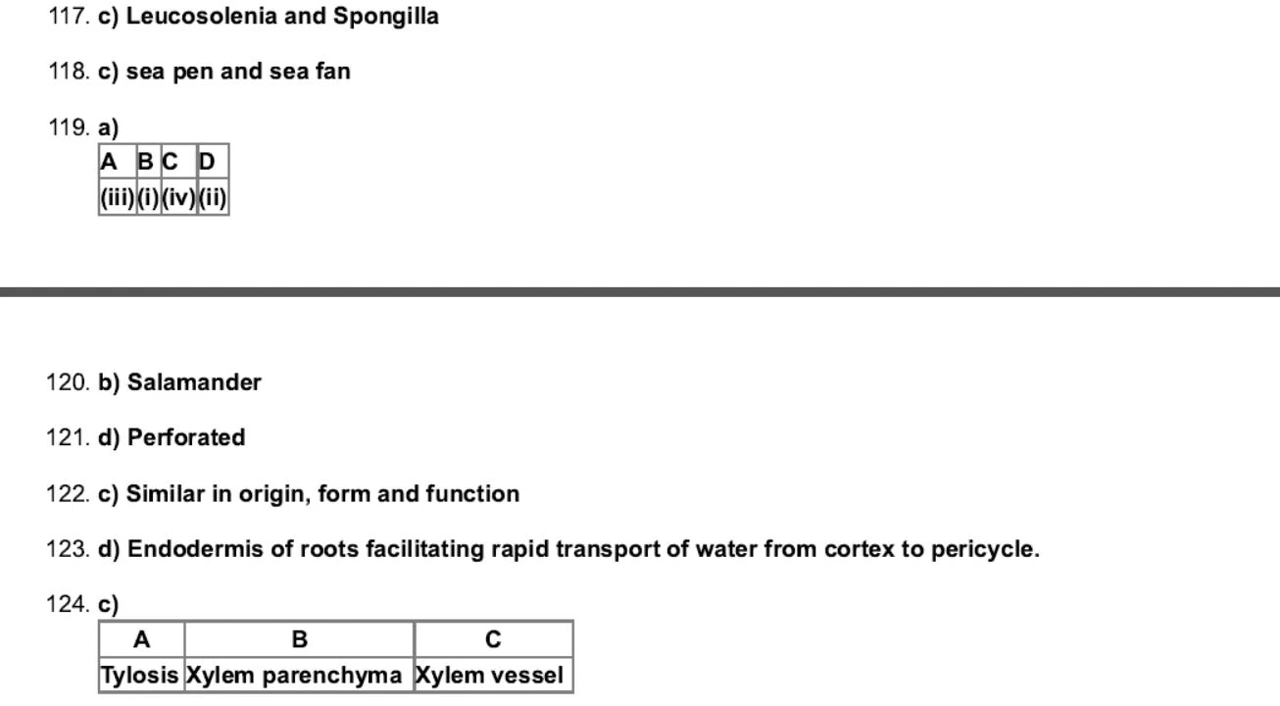 117. c) Leucosolenia and Spongilla
118. c) sea pen and sea fan
119. a)
A B C D
(iii) (i) (iv) (ii)
120. b) Salamander
121. d) Perforated
122. c) Similar in origin, form and function
123. d) Endodermis of roots facilitating rapid transport of water from cortex to pericycle.
124. c)
A B C
Tylosis Xylem parenchyma Xylem vessel